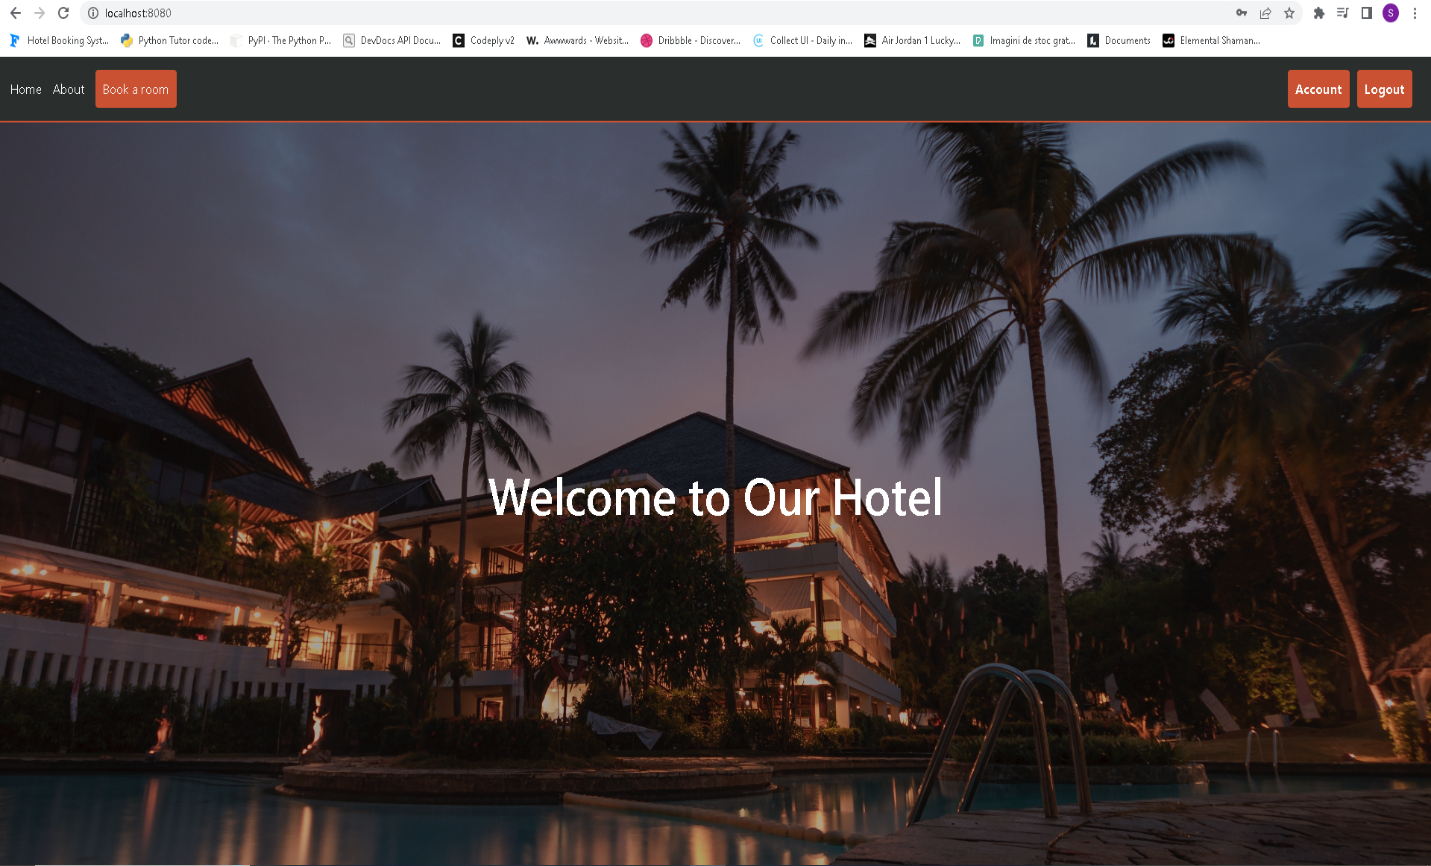 localhost:8080
S
Hotel Booking Syst... Python Tutor code... PyPI · The Python P... DevDocs API Docu... Codeply v2 W. Awwwards - Websit... Dribbble - Discover... Collect UI - Daily in... Air Jordan 1 Lucky... Imagini de stoc grat... Documents Elemental Shaman...
Home About Book a room Account Logout
Welcome to Our Hotel